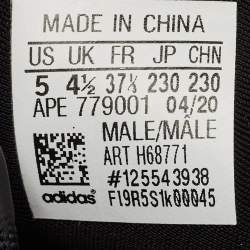 MADE IN CHINA
US UK FR JP CHN
5 4½ 37⅓ 230 230
APE 779001 04/20
MALE/MÂLE
ART H68771
#125543938
adidas F19R5S1K00045